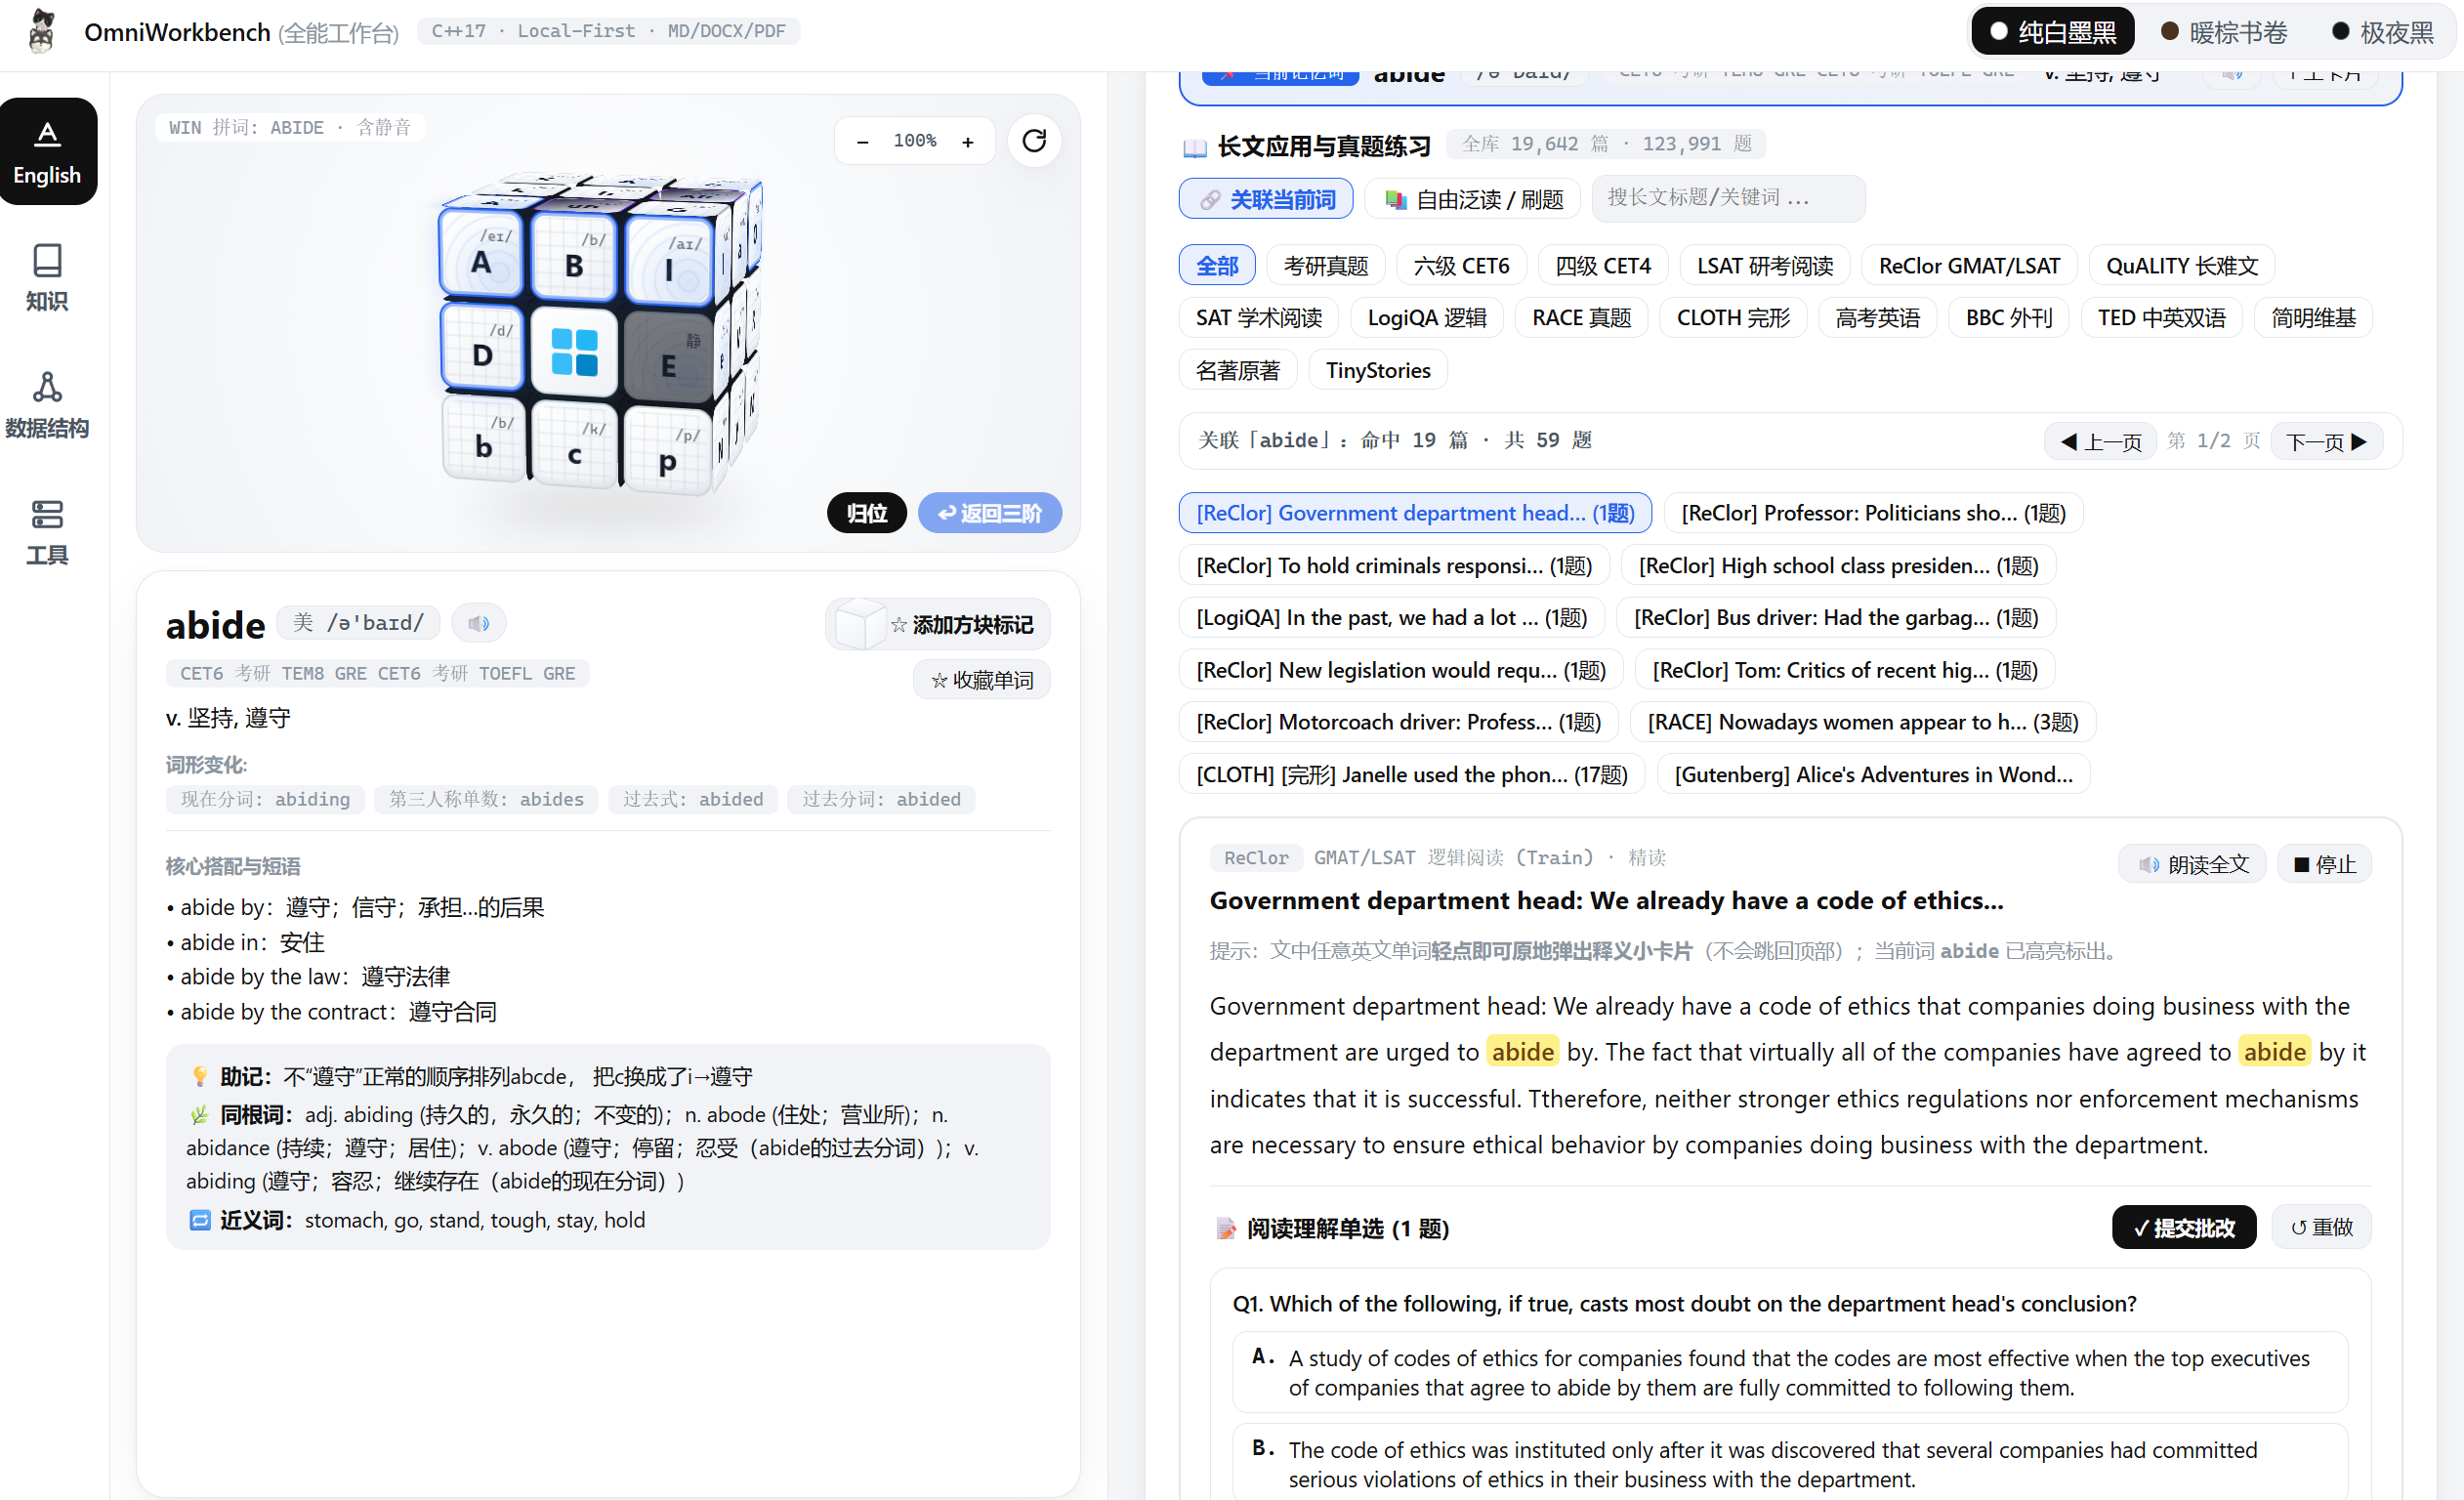 OmniWorkbench (全能工作台) C++17 · Local-First · MD/DOCX/PDF
纯白墨黑 暖棕书卷 极夜黑
English
知识
数据结构
工具
WIN 拼词: ABIDE · 含静音
− 100% +
/eɪ/ A
/b/ B
/aɪ/ I
/d/ D
静 E
/b/ b
/k/ c
/p/ p
归位 ↩ 返回三阶
abide 美 /ə'baɪd/
☆ 添加方块标记
CET6 考研 TEM8 GRE CET6 考研 TOEFL GRE
☆ 收藏单词
v. 坚持, 遵守
词形变化:
现在分词: abiding 第三人称单数: abides 过去式: abided 过去分词: abided
核心搭配与短语
• abide by：遵守；信守；承担...的后果
• abide in：安住
• abide by the law：遵守法律
• abide by the contract：遵守合同
助记：不“遵守”正常的顺序排列abcde， 把c换成了i→遵守
同根词：adj. abiding (持久的，永久的；不变的)；n. abode (住处；营业所)；n.
abidance (持续；遵守；居住)；v. abode (遵守；停留；忍受（abide的过去分词）)；v.
abiding (遵守；容忍；继续存在（abide的现在分词）)
近义词：stomach, go, stand, tough, stay, hold
当前记忆词 abide /ə'baɪd/ CET6 考研 TEM8 GRE CET6 考研 TOEFL GRE v. 坚持, 遵守 ↑ 上卡片
长文应用与真题练习 全库 19,642 篇 · 123,991 题
关联当前词 自由泛读 / 刷题 搜长文标题/关键词 ...
全部 考研真题 六级 CET6 四级 CET4 LSAT 研考阅读 ReClor GMAT/LSAT QuALITY 长难文
SAT 学术阅读 LogiQA 逻辑 RACE 真题 CLOTH 完形 高考英语 BBC 外刊 TED 中英双语 简明维基
名著原著 TinyStories
关联「abide」: 命中 19 篇 · 共 59 题 ◀ 上一页 第 1/2 页 下一页 ▶
[ReClor] Government department head... (1题) [ReClor] Professor: Politicians sho... (1题)
[ReClor] To hold criminals responsi... (1题) [ReClor] High school class presiden... (1题)
[LogiQA] In the past, we had a lot ... (1题) [ReClor] Bus driver: Had the garbag... (1题)
[ReClor] New legislation would requ... (1题) [ReClor] Tom: Critics of recent hig... (1题)
[ReClor] Motorcoach driver: Profess... (1题) [RACE] Nowadays women appear to h... (3题)
[CLOTH] [完形] Janelle used the phon... (17题) [Gutenberg] Alice's Adventures in Wond...
ReClor GMAT/LSAT 逻辑阅读 (Train) · 精读
朗读全文 ■ 停止
Government department head: We already have a code of ethics...
提示：文中任意英文单词轻点即可原地弹出释义小卡片（不会跳回顶部）；当前词 abide 已高亮标出。
Government department head: We already have a code of ethics that companies doing business with the
department are urged to abide by. The fact that virtually all of the companies have agreed to abide by it
indicates that it is successful. Ttherefore, neither stronger ethics regulations nor enforcement mechanisms
are necessary to ensure ethical behavior by companies doing business with the department.
阅读理解单选 (1 题) ✓ 提交批改 ↺ 重做
Q1. Which of the following, if true, casts most doubt on the department head's conclusion?
A. A study of codes of ethics for companies found that the codes are most effective when the top executives
of companies that agree to abide by them are fully committed to following them.
B. The code of ethics was instituted only after it was discovered that several companies had committed
serious violations of ethics in their business with the department.